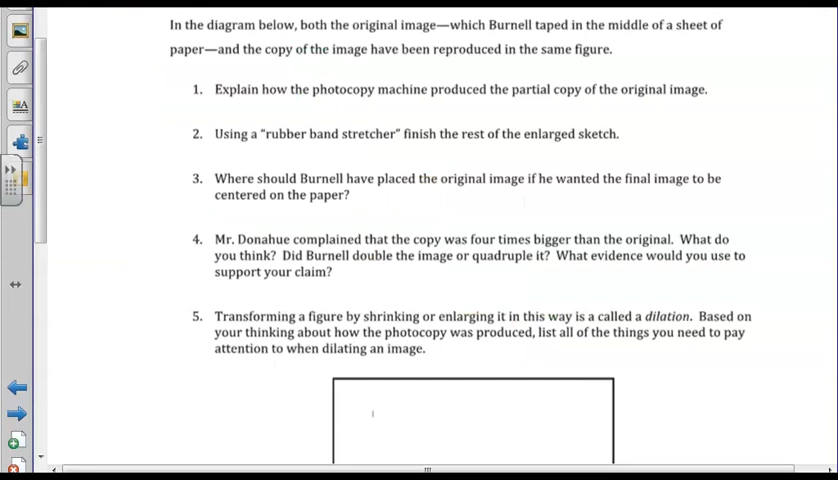 In the diagram below, both the original image—which Burnell taped in the middle of a sheet of
paper—and the copy of the image have been reproduced in the same figure.
1. Explain how the photocopy machine produced the partial copy of the original image.
2. Using a "rubber band stretcher" finish the rest of the enlarged sketch.
3. Where should Burnell have placed the original image if he wanted the final image to be
centered on the paper?
4. Mr. Donahue complained that the copy was four times bigger than the original. What do
you think? Did Burnell double the image or quadruple it? What evidence would you use to
support your claim?
5. Transforming a figure by shrinking or enlarging it in this way is a called a dilation. Based on
your thinking about how the photocopy was produced, list all of the things you need to pay
attention to when dilating an image.